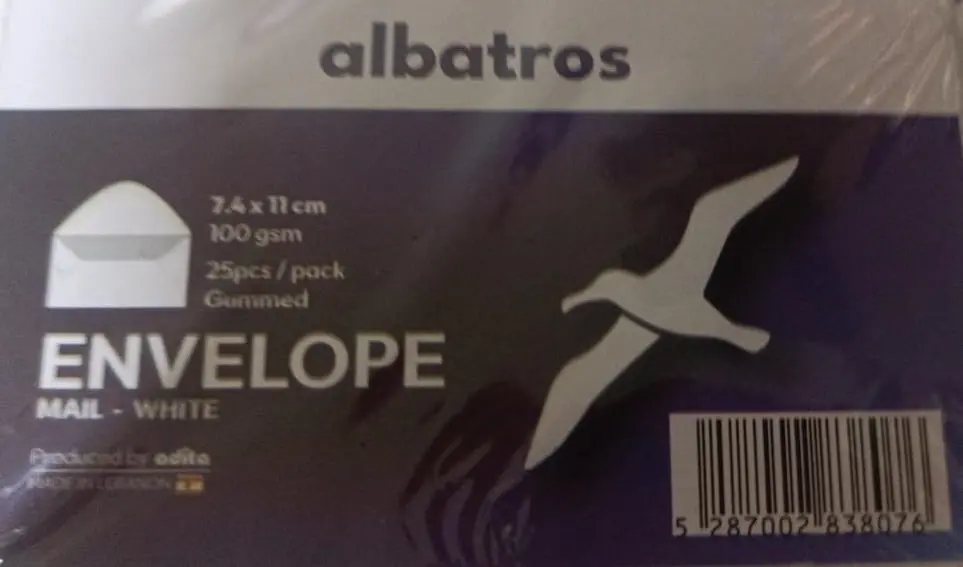 albatros
7.4 x 11 cm
100 gsm
25pcs / pack
Gummed
ENVELOPE
MAIL - WHITE
Produced by adita
MADE IN LEBANON
5 287002 838076